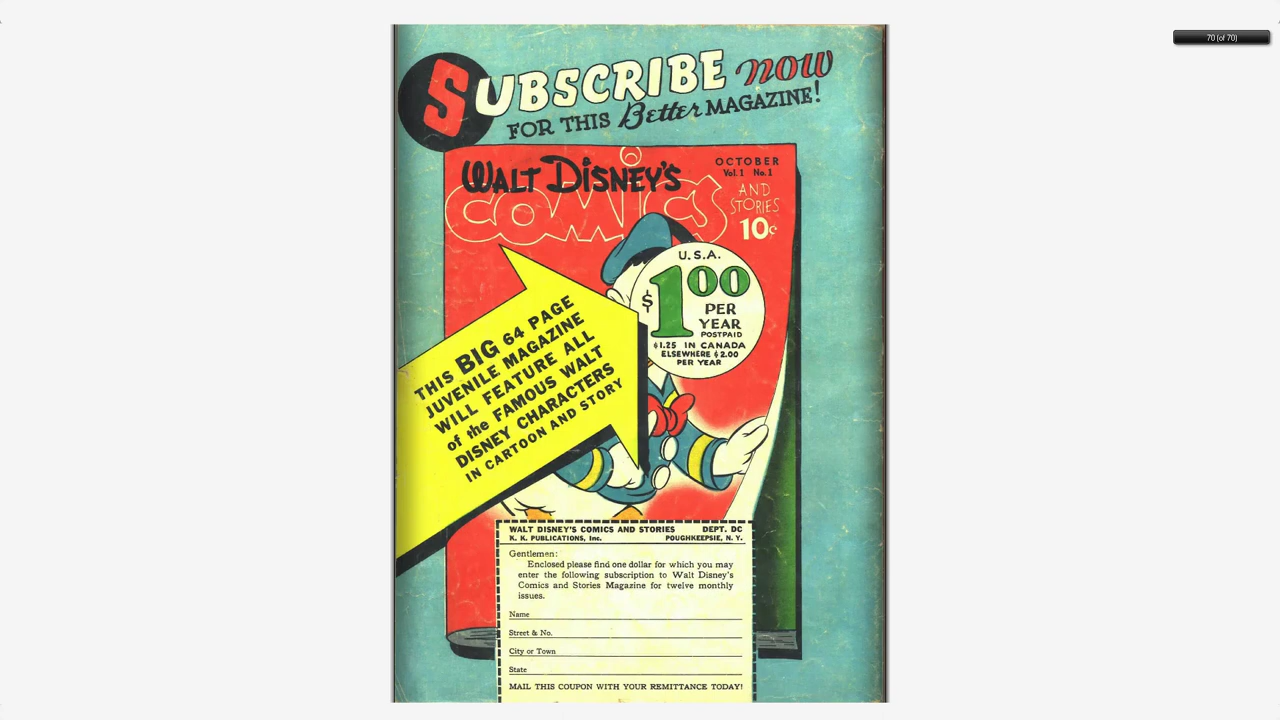 70 (of 70)
SUBSCRIBE now
FOR THIS Better MAGAZINE!
WALT DISNEY'S
COMICS
AND
STORIES
OCTOBER
Vol. 1 No. 1
10¢
U.S.A.
$1.00
PER
YEAR
POSTPAID
$1.25 IN CANADA
ELSEWHERE $2.00
PER YEAR
THIS BIG 64 PAGE
JUVENILE MAGAZINE
WILL FEATURE ALL
of the FAMOUS WALT
DISNEY CHARACTERS
IN CARTOON AND STORY
WALT DISNEY'S COMICS AND STORIES DEPT. DC
K. K. PUBLICATIONS, Inc. POUGHKEEPSIE, N. Y.
Gentlemen:
Enclosed please find one dollar for which you may
enter the following subscription to Walt Disney's
Comics and Stories Magazine for twelve monthly
issues.
Name
Street & No.
City or Town
State
MAIL THIS COUPON WITH YOUR REMITTANCE TODAY!